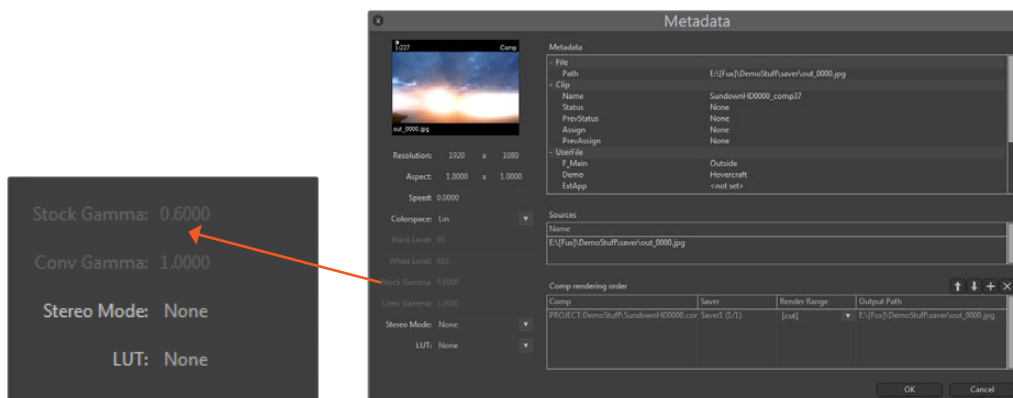 Metadata
1:227 Comp
out_0000.jpg
Resolution: 1920 x 1080
Aspect: 1.0000 x 1.0000
Speed: 0.0000
Colorspace: Lin
Black Level: 95
White Level: 685
Stock Gamma: 0.6000
Conv Gamma: 1.0000
Stereo Mode: None
LUT: None
Metadata
- File
Path E:\[Fux]\DemoStuff\saver\out_0000.jpg
- Clip
Name SundownHD0000_comp37
Status None
PrevStatus None
Assign None
PrevAssign None
- UserFile
F_Main Outside
Demo Hovercraft
ExtApp <not set>
Sources
Name
E:\[Fux]\DemoStuff\saver\out_0000.jpg
Comp rendering order
Comp Saver Render Range Output Path
PROJECT:DemoStuff\SundownHD0000.cor Saver1 (1/1) [cut] E:\[Fux]\DemoStuff\saver\out_0000.jpg
OK Cancel
Stock Gamma: 0.6000
Conv Gamma: 1.0000
Stereo Mode: None
LUT: None